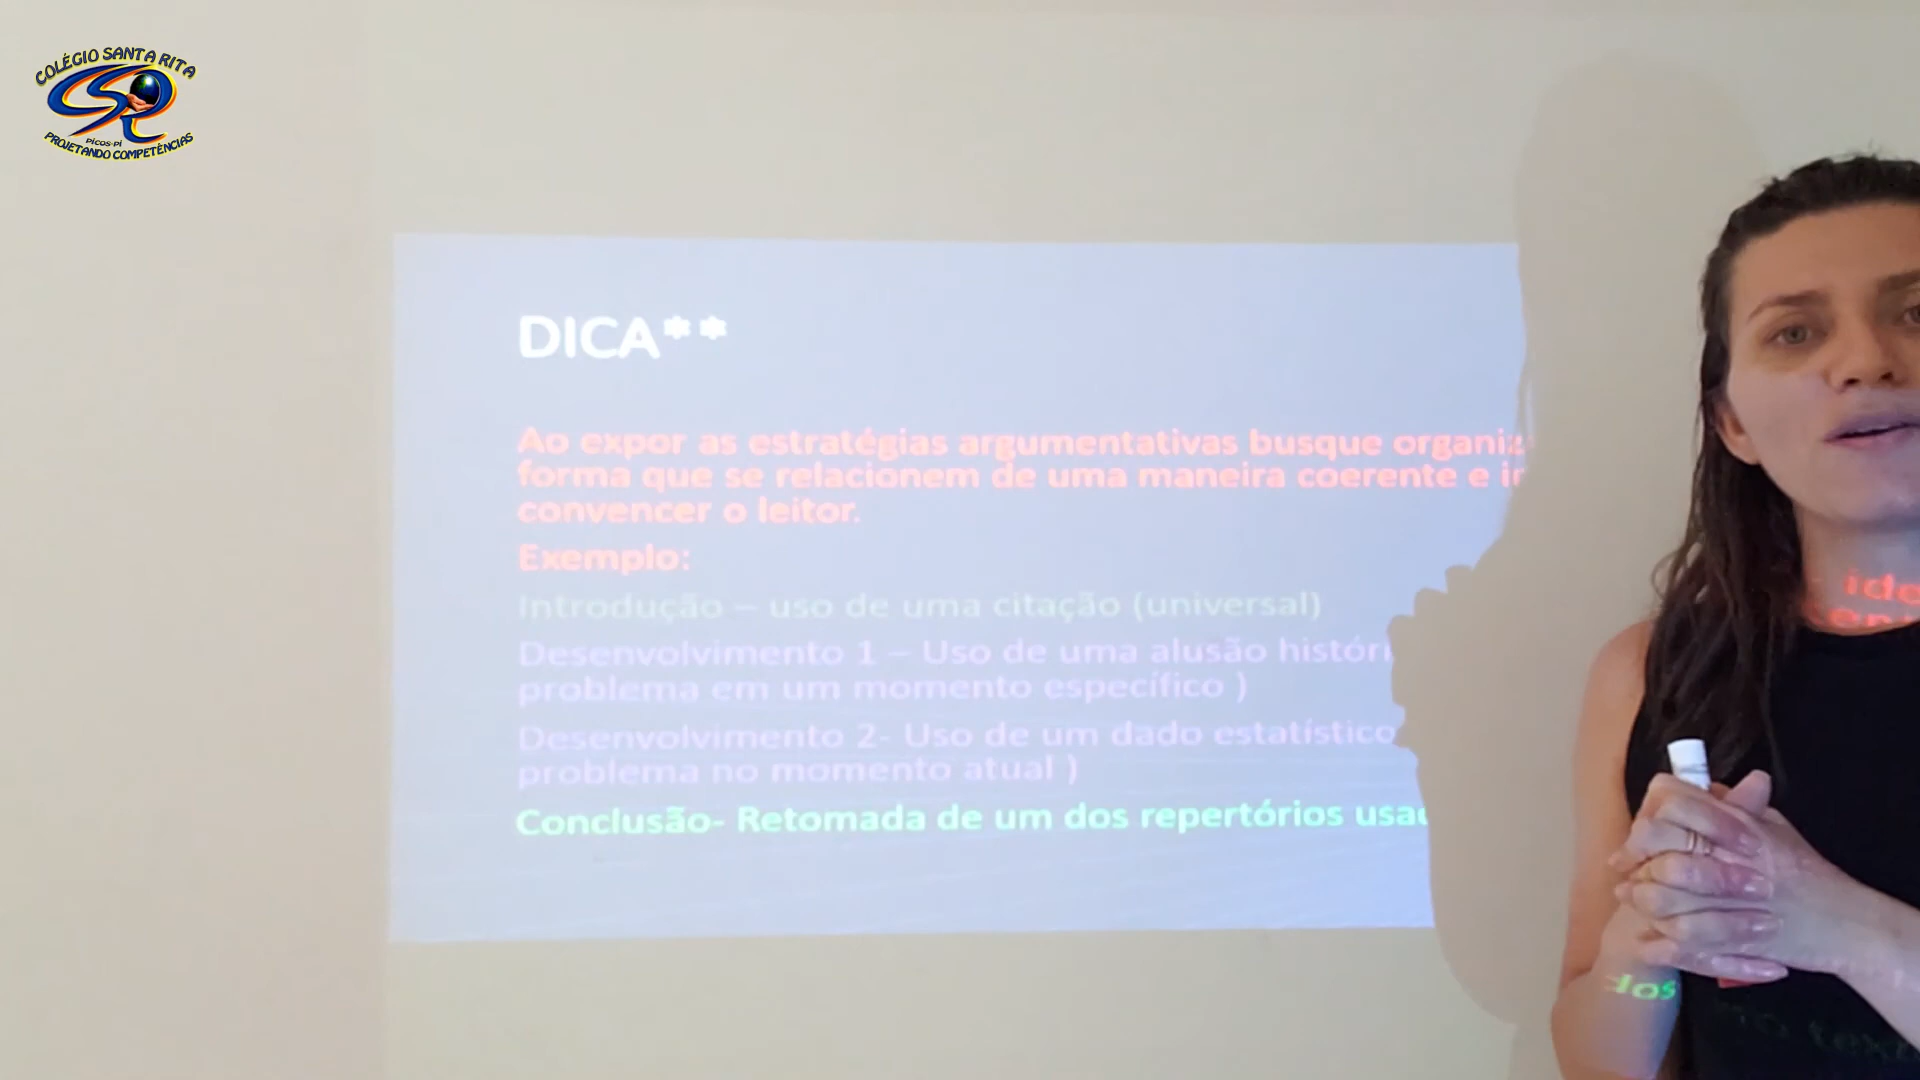 COLÉGIO SANTA RITA
PICOS-PI
PROJETANDO COMPETÊNCIAS
DICA**
Ao expor as estratégias argumentativas busque
forma que se relacionem de uma maneira coerente e
convencer o leitor.
Exemplo:
Introdução – uso de uma citação (universal)
Desenvolvimento 1 – Uso de uma alusão
problema em um momento específico )
Desenvolvimento 2- Uso de um dado estatístico
problema no momento atual )
Conclusão- Retomada de um dos repertórios